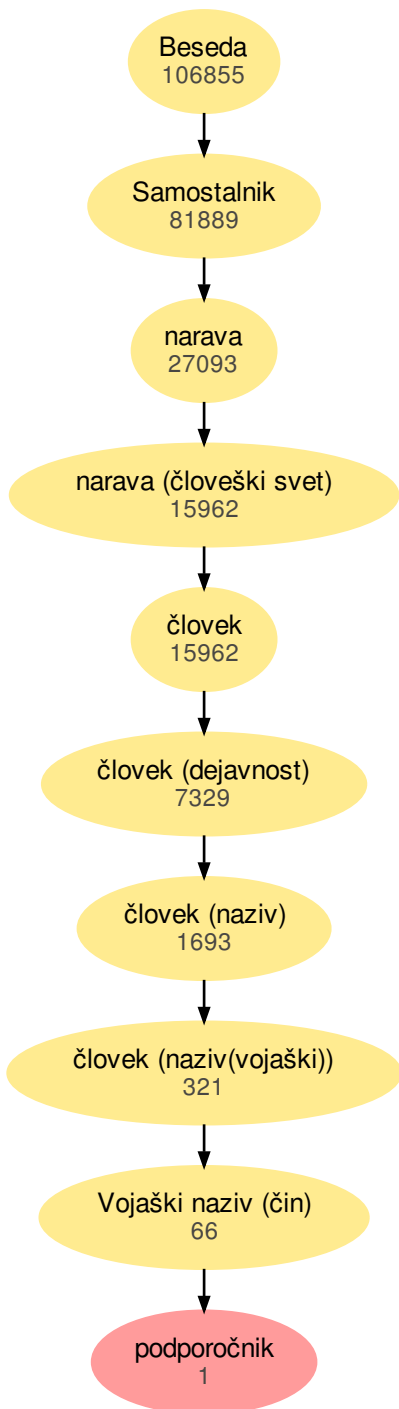 Beseda
106855
Samostalnik
81889
narava
27093
narava (človeški svet)
15962
človek
15962
človek (dejavnost)
7329
človek (naziv)
1693
človek (naziv(vojaški))
321
Vojaški naziv (čin)
66
podporočnik
1